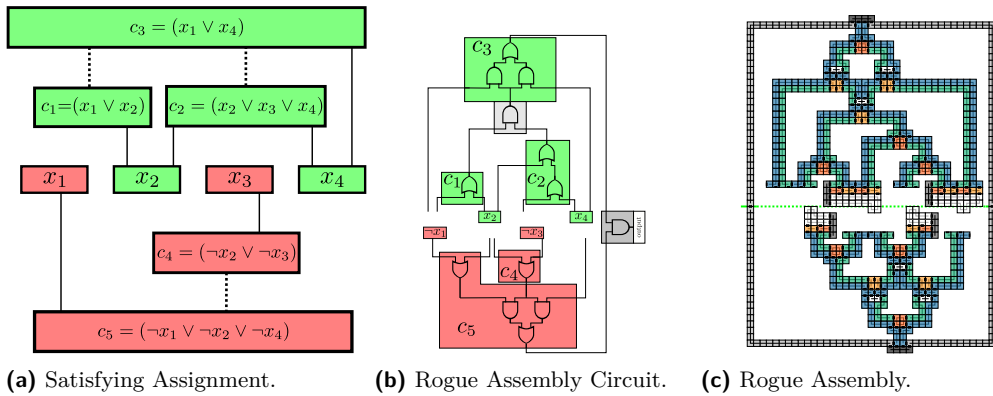 c₃ = (x₁ ∨ x₄)
c₁=(x₁ ∨ x₂)
c₂ = (x₂ ∨ x₃ ∨ x₄)
x₁
x₂
x₃
x₄
c₄ = (¬x₂ ∨ ¬x₃)
c₅ = (¬x₁ ∨ ¬x₂ ∨ ¬x₄)
(a) Satisfying Assignment.
c₃
c₁
c₂
x₂
x₄
¬x₁
¬x₃
output
c₄
c₅
(b) Rogue Assembly Circuit.
(c) Rogue Assembly.